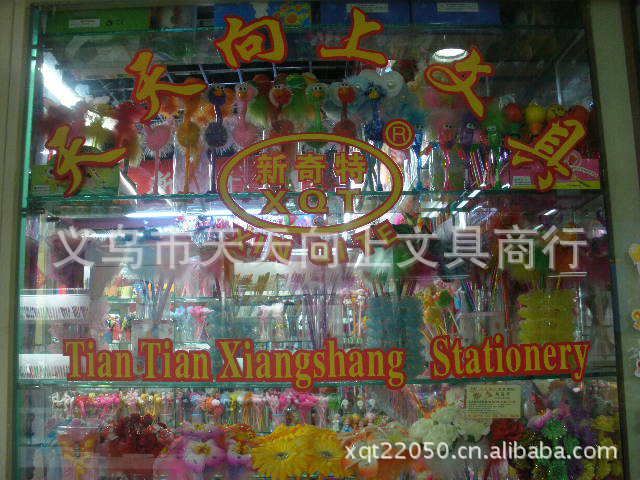 天天向上文具
新奇特
XQT
®
义乌市天天向上文具商行
Tian Tian Xiangshang Stationery
xqt22050.cn.alibaba.com